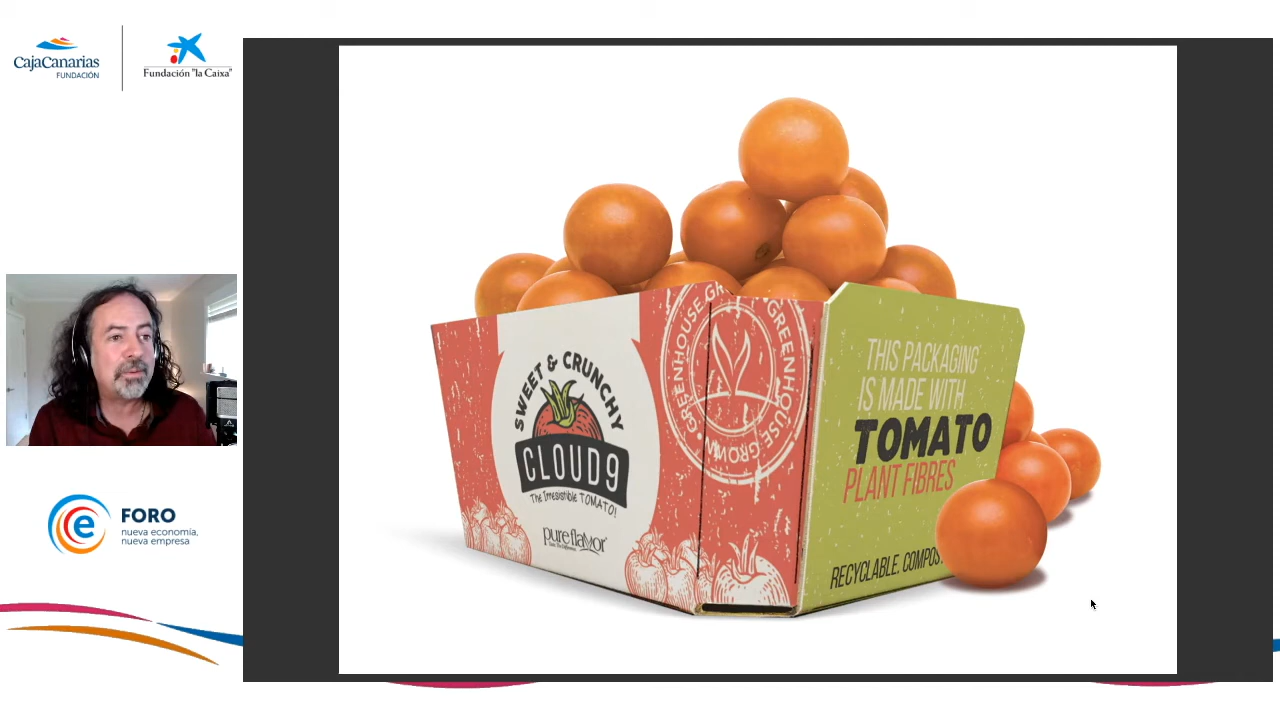 CajaCanarias
FUNDACIÓN
Fundación "la Caixa"
FORO
nueva economía,
nueva empresa
SWEET & CRUNCHY
CLOUD9
The Irresistible TOMATO!
pureflavor
GREENHOUSE GROWN
GREENHOUSE GR
THIS PACKAGING
IS MADE WITH
TOMATO
PLANT FIBRES
RECYCLABLE. COMPOS